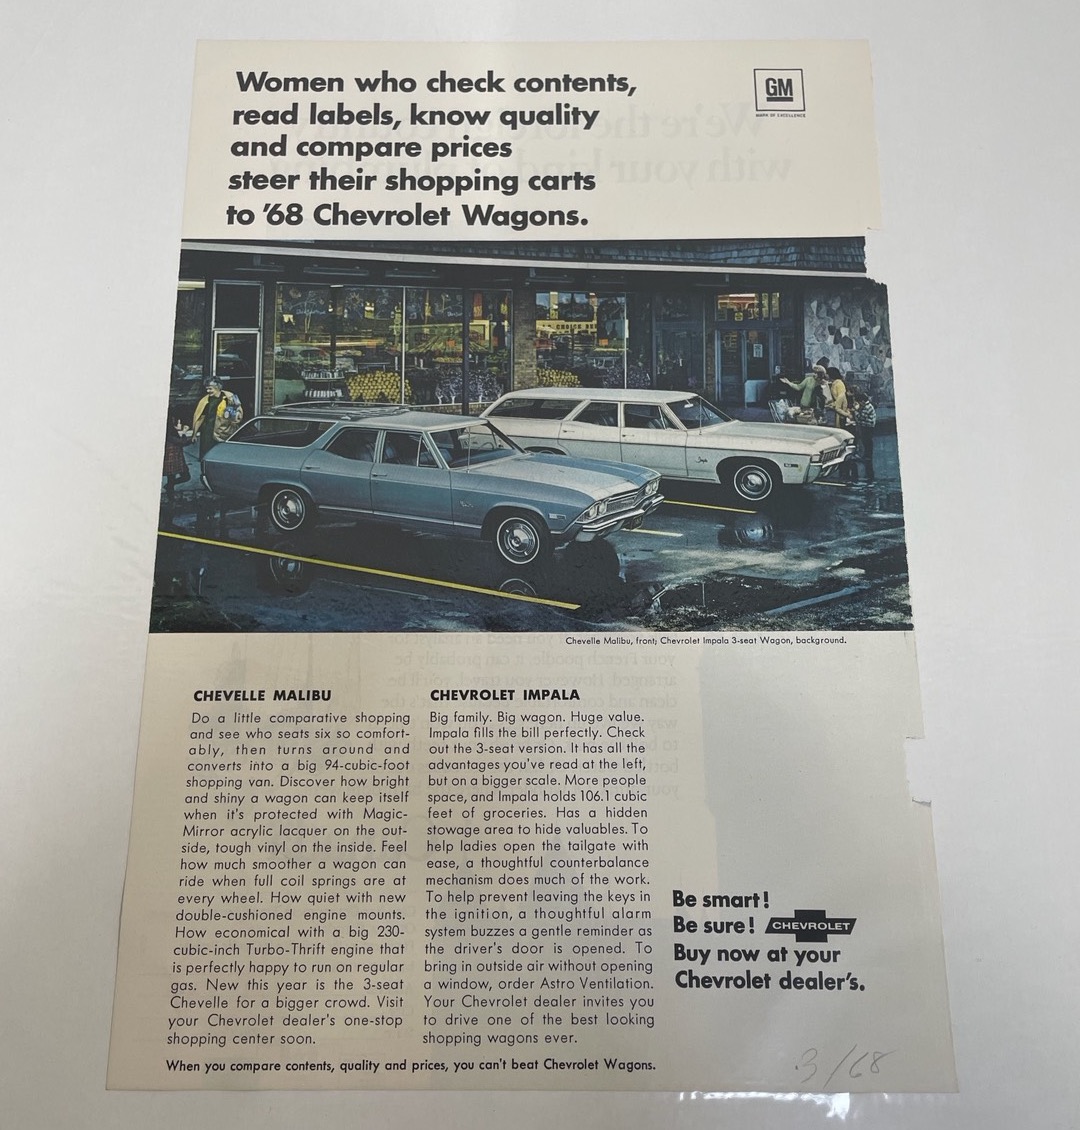 Women who check contents,
read labels, know quality
and compare prices
steer their shopping carts
to '68 Chevrolet Wagons.
GM
MARK OF EXCELLENCE
CHOICE
Chevelle Malibu, front; Chevrolet Impala 3-seat Wagon, background.
CHEVELLE MALIBU
Do a little comparative shopping
and see who seats six so comfort-
ably, then turns around and
converts into a big 94-cubic-foot
shopping van. Discover how bright
and shiny a wagon can keep itself
when it's protected with Magic-
Mirror acrylic lacquer on the out-
side, tough vinyl on the inside. Feel
how much smoother a wagon can
ride when full coil springs are at
every wheel. How quiet with new
double-cushioned engine mounts.
How economical with a big 230-
cubic-inch Turbo-Thrift engine that
is perfectly happy to run on regular
gas. New this year is the 3-seat
Chevelle for a bigger crowd. Visit
your Chevrolet dealer's one-stop
shopping center soon.
CHEVROLET IMPALA
Big family. Big wagon. Huge value.
Impala fills the bill perfectly. Check
out the 3-seat version. It has all the
advantages you've read at the left,
but on a bigger scale. More people
space, and Impala holds 106.1 cubic
feet of groceries. Has a hidden
stowage area to hide valuables. To
help ladies open the tailgate with
ease, a thoughtful counterbalance
mechanism does much of the work.
To help prevent leaving the keys in
the ignition, a thoughtful alarm
system buzzes a gentle reminder as
the driver's door is opened. To
bring in outside air without opening
a window, order Astro Ventilation.
Your Chevrolet dealer invites you
to drive one of the best looking
shopping wagons ever.
Be smart!
Be sure! CHEVROLET
Buy now at your
Chevrolet dealer's.
When you compare contents, quality and prices, you can't beat Chevrolet Wagons.
3/68